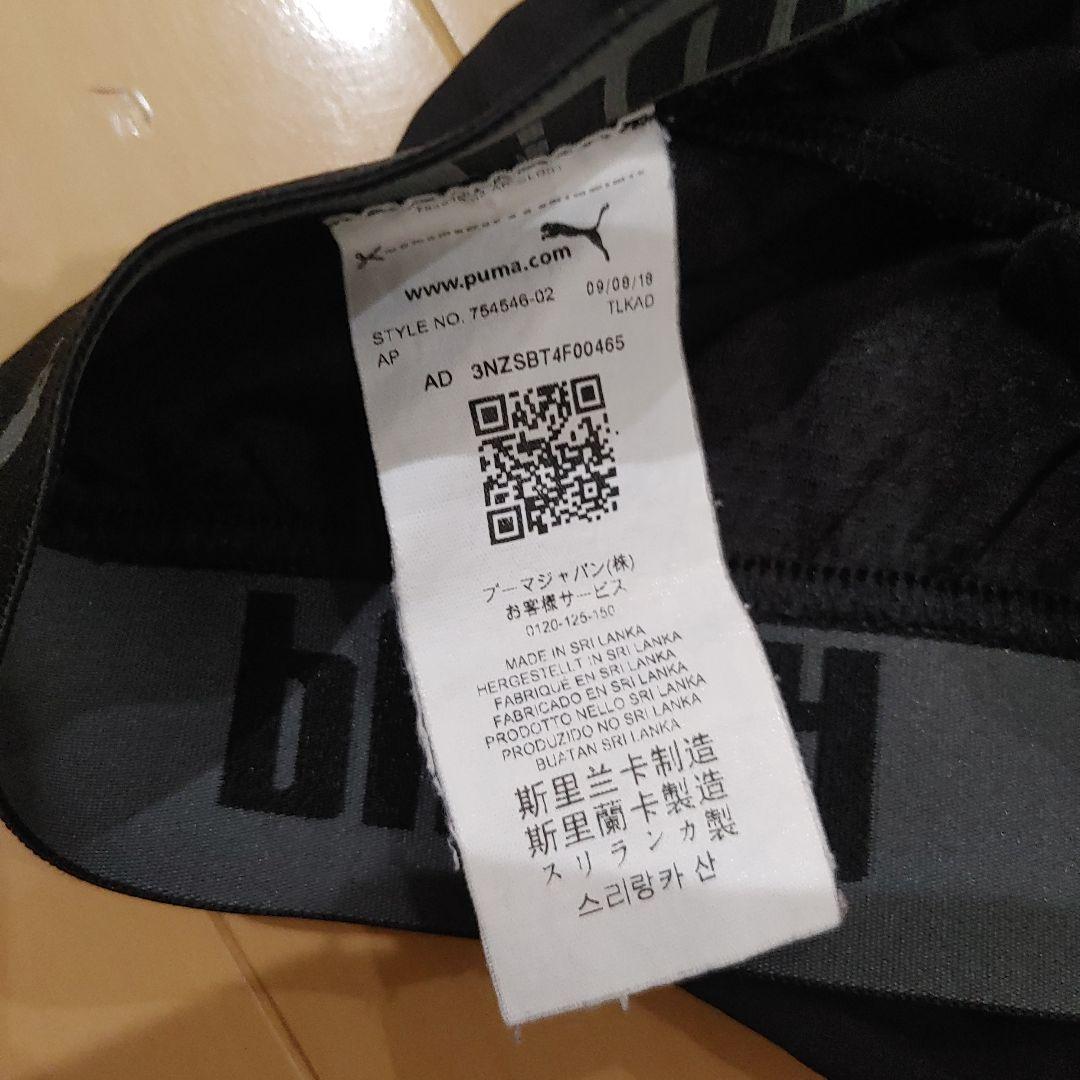 www.puma.com
STYLE NO. 754546-02 09/08/18
AP TLKAD
AD 3NZSBT4F00465
プーマジャパン(株)
お客様サービス
0120-125-150
MADE IN SRI LANKA
HERGESTELLT IN SRI LANKA
FABRIQUÉ EN SRI LANKA
FABRICADO EN SRI LANKA
PRODOTTO NELLO SRI LANKA
PRODUZIDO NO SRI LANKA
BUATAN SRI LANKA
斯里兰卡制造
斯里蘭卡製造
スリランカ製
스리랑카 산